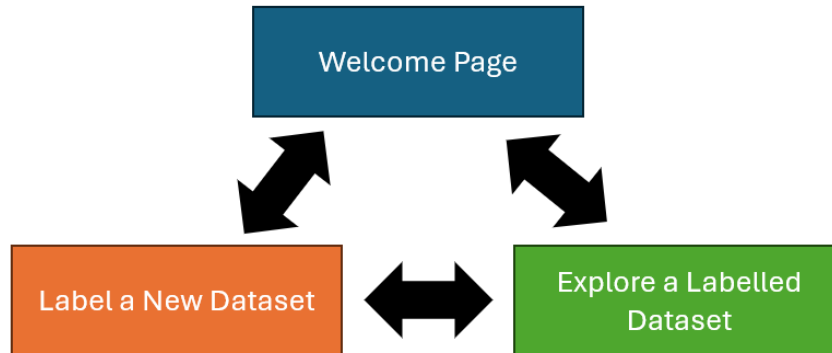 Welcome Page
Label a New Dataset
Explore a Labelled
Dataset